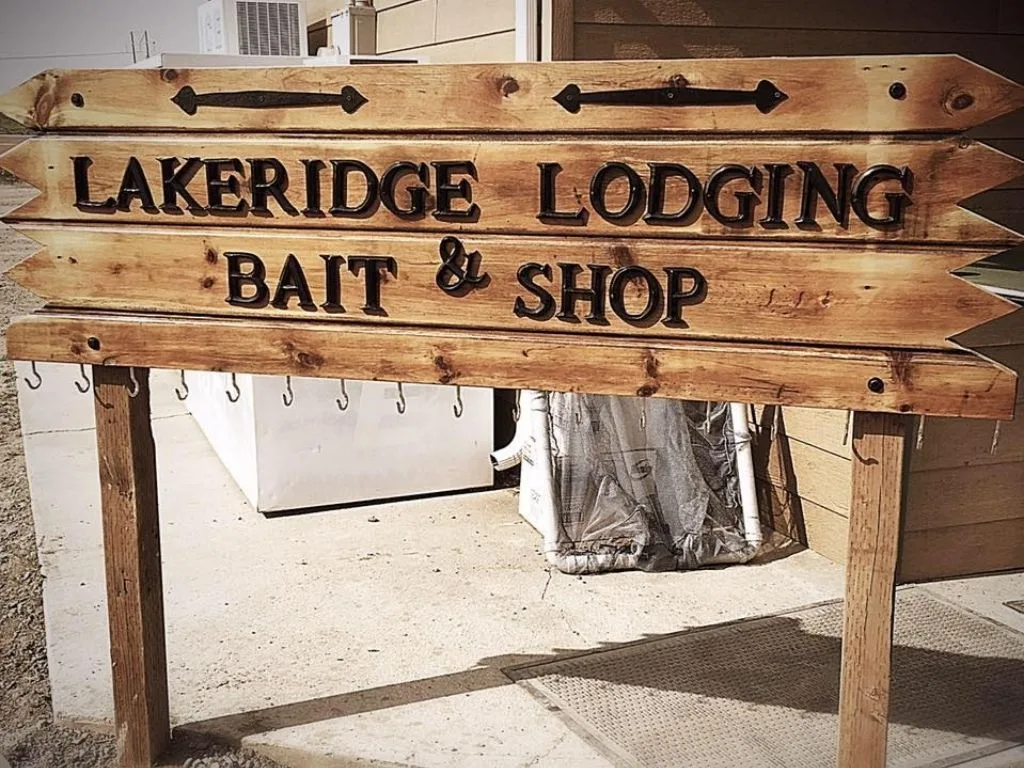 LAKERIDGE LODGING
BAIT & SHOP